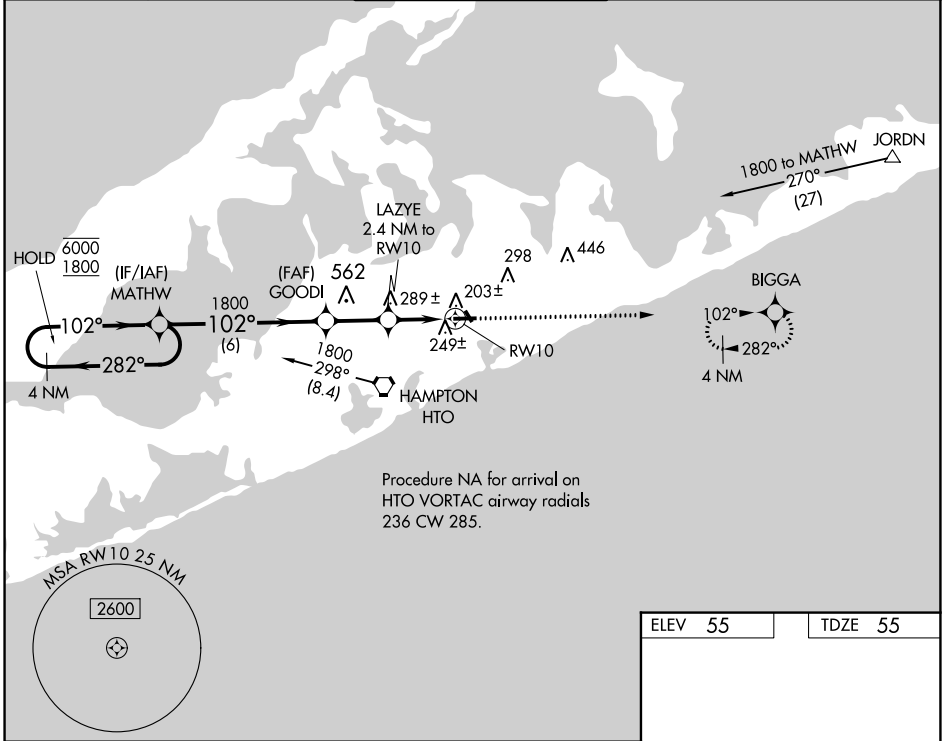 JORDN
1800 to MATHW
270°
(27)
LAZYE
2.4 NM to
RW10
298
446
HOLD
6000
1800
(IF/IAF)
MATHW
(FAF)
GOODI
562
289±
203±
BIGGA
102°
1800
102°
(6)
102°
249±
RW10
282°
1800
298°
(8.4)
282°
4 NM
4 NM
HAMPTON
HTO
Procedure NA for arrival on
HTO VORTAC airway radials
236 CW 285.
MSA RW10 25 NM
2600
ELEV 55
TDZE 55